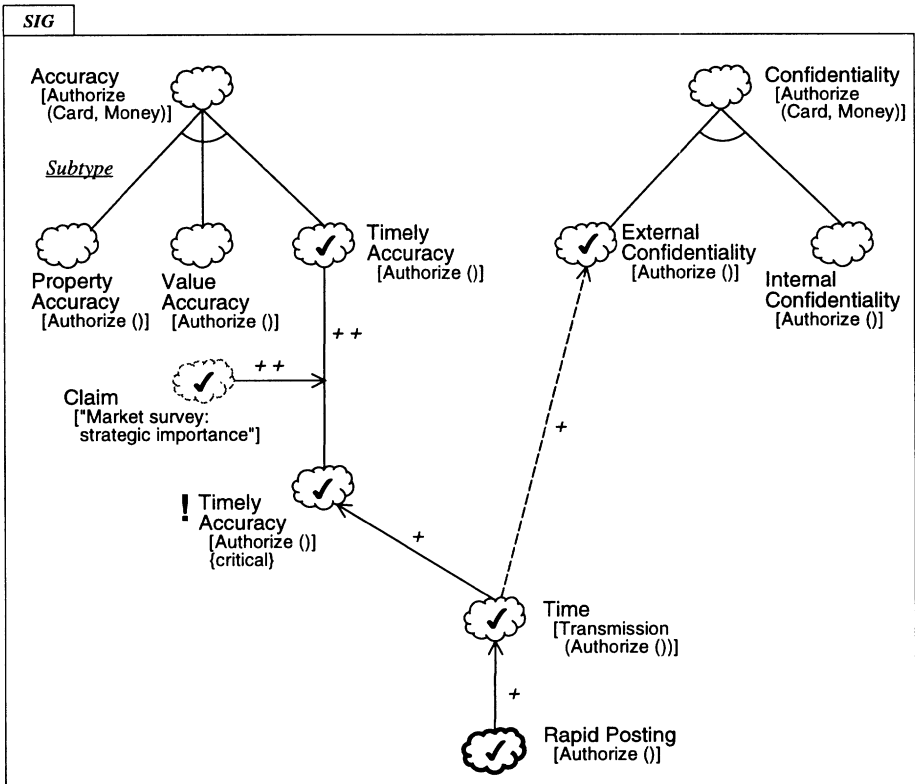 SIG
Accuracy
[Authorize
(Card, Money)]
Confidentiality
[Authorize
(Card, Money)]
Subtype
Property
Accuracy
[Authorize ()]
Value
Accuracy
[Authorize ()]
Timely
Accuracy
[Authorize ()]
External
Confidentiality
[Authorize ()]
Internal
Confidentiality
[Authorize ()]
++
++
Claim
["Market survey:
strategic importance"]
+
! Timely
Accuracy
[Authorize ()]
{critical}
+
Time
[Transmission
(Authorize ())]
+
Rapid Posting
[Authorize ()]